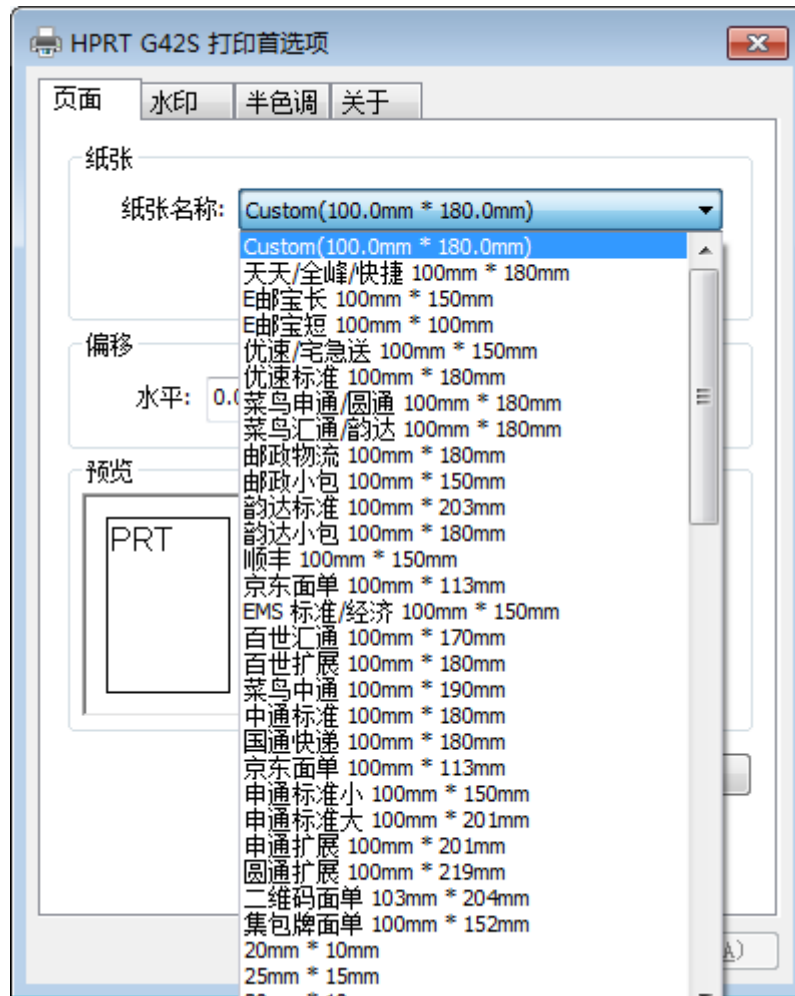 HPRT G42S 打印首选项
页面 水印 半色调 关于
纸张
纸张名称: Custom(100.0mm * 180.0mm)
Custom(100.0mm * 180.0mm)
天天/全峰/快捷 100mm * 180mm
E邮宝长 100mm * 150mm
E邮宝短 100mm * 100mm
偏移
优速/宅急送 100mm * 150mm
优速标准 100mm * 180mm
水平: 0.0
菜鸟申通/圆通 100mm * 180mm
菜鸟汇通/韵达 100mm * 180mm
邮政物流 100mm * 180mm
预览
邮政小包 100mm * 150mm
韵达标准 100mm * 203mm
PRT
韵达小包 100mm * 180mm
顺丰 100mm * 150mm
京东面单 100mm * 113mm
EMS 标准/经济 100mm * 150mm
百世汇通 100mm * 170mm
百世扩展 100mm * 180mm
菜鸟中通 100mm * 190mm
中通标准 100mm * 180mm
国通快递 100mm * 180mm
京东面单 100mm * 113mm
申通标准小 100mm * 150mm
申通标准大 100mm * 201mm
申通扩展 100mm * 201mm
圆通扩展 100mm * 219mm
二维码面单 103mm * 204mm
集包牌面单 100mm * 152mm
20mm * 10mm
A)
25mm * 15mm